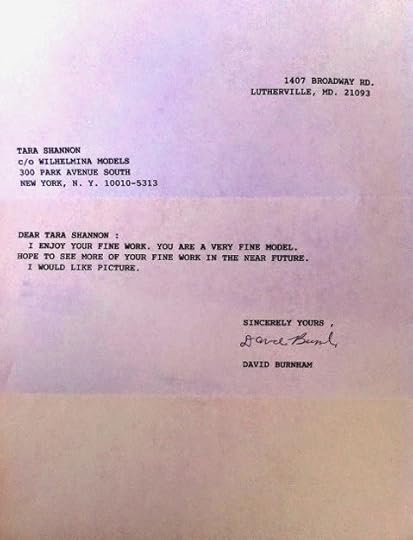 1407 BROADWAY RD.
LUTHERVILLE, MD. 21093
TARA SHANNON
c/o WILHELMINA MODELS
300 PARK AVENUE SOUTH
NEW YORK, N. Y. 10010-5313
DEAR TARA SHANNON :
I ENJOY YOUR FINE WORK. YOU ARE A VERY FINE MODEL.
HOPE TO SEE MORE OF YOUR FINE WORK IN THE NEAR FUTURE.
I WOULD LIKE PICTURE.
SINCERELY YOURS ,
David
DAVID BURNHAM